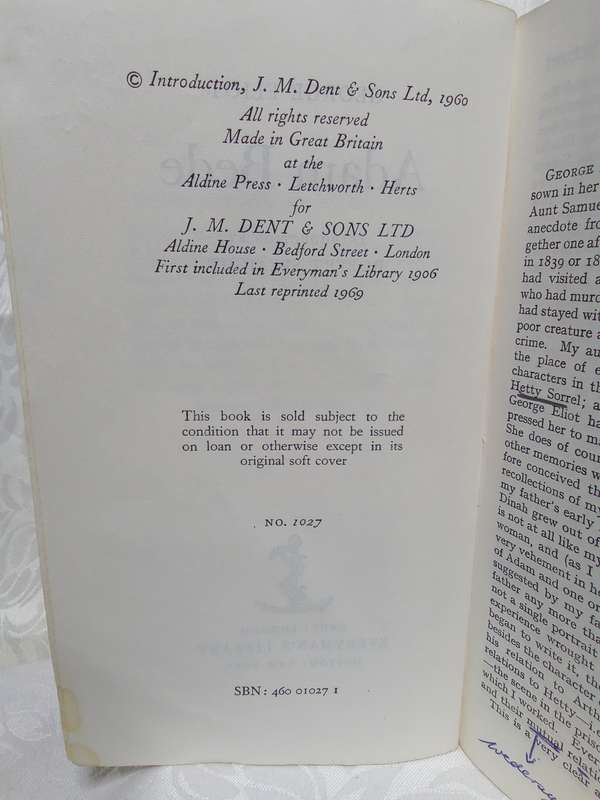 © Introduction, J. M. Dent & Sons Ltd, 1960
All rights reserved
Made in Great Britain
at the
Aldine Press · Letchworth · Herts
for
J. M. DENT & SONS LTD
Aldine House · Bedford Street · London
First included in Everyman's Library 1906
Last reprinted 1969
This book is sold subject to the
condition that it may not be issued
on loan or otherwise except in its
original soft cover
NO. 1027
SBN: 460 01027 1
GEORGE
sown in her
Aunt Samue
anecdote fro
gether one af
in 1839 or 18
had visited a
who had murd
had stayed wit
poor creature a
crime. My au
the place of e
characters in th
Hetty Sorrel; a
George Eliot ha
pressed her to m
She does of cour
other memories w
fore conceived th
recollections of my
my father's early l
Dinah grew out of
is not at all like my
woman, and (as I
very vehement in he
of Adam and one or
suggested by my fa
father any more tha
not a single portrait
experience wrought
began to write it, the
besides the character
his relation to Arth
relations to Hetty—i.e
—the scene in the priso
which I worked.
and their mutual relatio
This is a very clear a